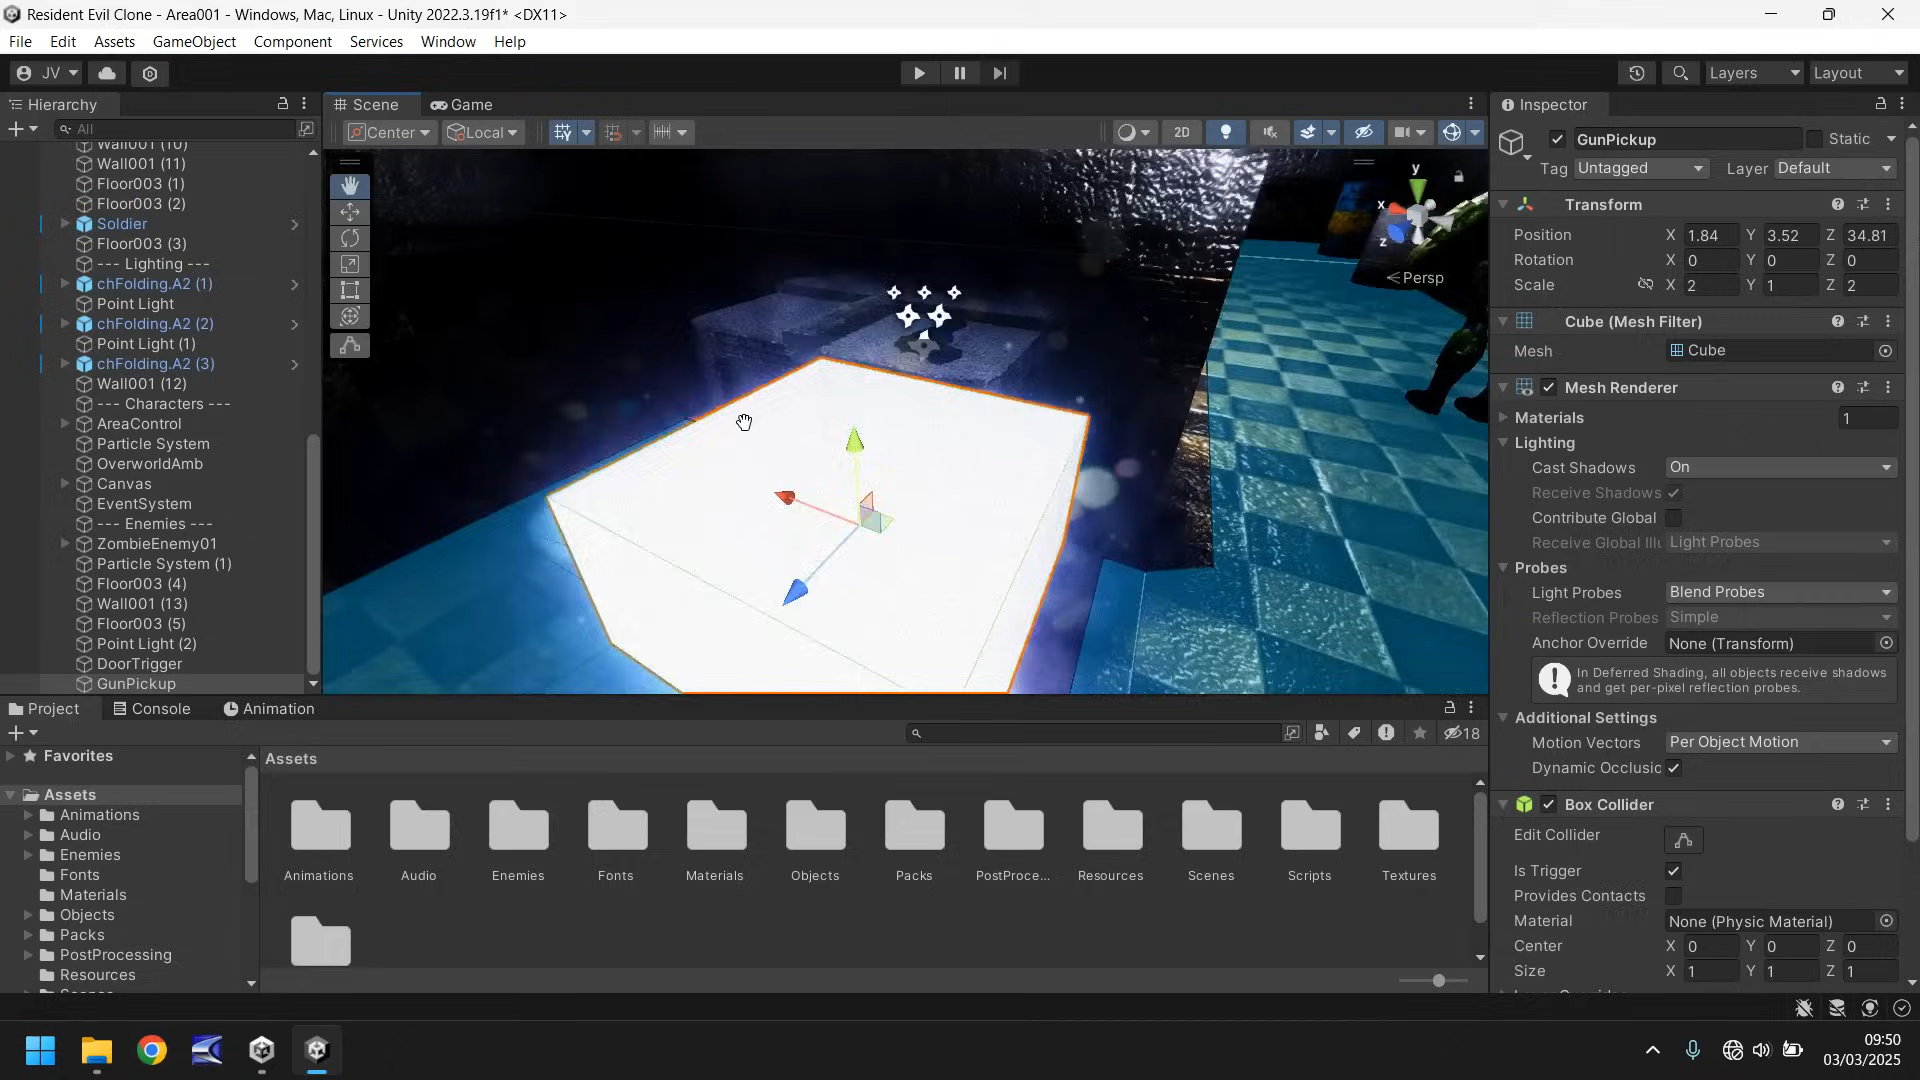 Resident Evil Clone - Area001 - Windows, Mac, Linux - Unity 2022.3.19f1* <DX11>
File Edit Assets GameObject Component Services Window Help
JV Layers Layout
Hierarchy
All
Wall001 (10)
Wall001 (11)
Floor003 (1)
Floor003 (2)
Soldier
Floor003 (3)
--- Lighting ---
chFolding.A2 (1)
Point Light
chFolding.A2 (2)
Point Light (1)
chFolding.A2 (3)
Wall001 (12)
--- Characters ---
AreaControl
Particle System
OverworldAmb
Canvas
EventSystem
--- Enemies ---
ZombieEnemy01
Particle System (1)
Floor003 (4)
Wall001 (13)
Floor003 (5)
Point Light (2)
DoorTrigger
GunPickup
Scene Game
Center Local 2D
y
x
z
Persp
Inspector
GunPickup Static
Tag Untagged Layer Default
Transform
Position X 1.84 Y 3.52 Z 34.81
Rotation X 0 Y 0 Z 0
Scale X 2 Y 1 Z 2
Cube (Mesh Filter)
Mesh Cube
Mesh Renderer
Materials 1
Lighting
Cast Shadows On
Receive Shadows
Contribute Global
Receive Global Illu Light Probes
Probes
Light Probes Blend Probes
Reflection Probes Simple
Anchor Override None (Transform)
In Deferred Shading, all objects receive shadows
and get per-pixel reflection probes.
Additional Settings
Motion Vectors Per Object Motion
Dynamic Occlusic
Box Collider
Edit Collider
Is Trigger
Provides Contacts
Material None (Physic Material)
Center X 0 Y 0 Z 0
Size X 1 Y 1 Z 1
Project Console Animation
18
Favorites
Assets
Animations
Audio
Enemies
Fonts
Materials
Objects
Packs
PostProcessing
Resources
Assets
Animations Audio Enemies Fonts Materials Objects Packs PostProce... Resources Scenes Scripts Textures
09:50
03/03/2025